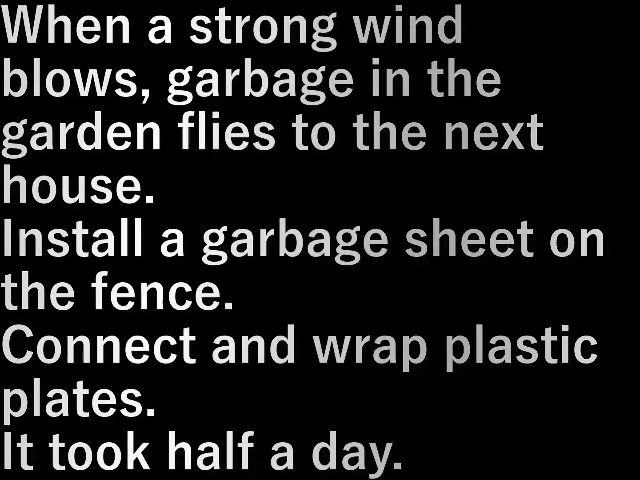 When a strong wind
blows, garbage in the
garden flies to the next
house.
Install a garbage sheet on
the fence.
Connect and wrap plastic
plates.
It took half a day.